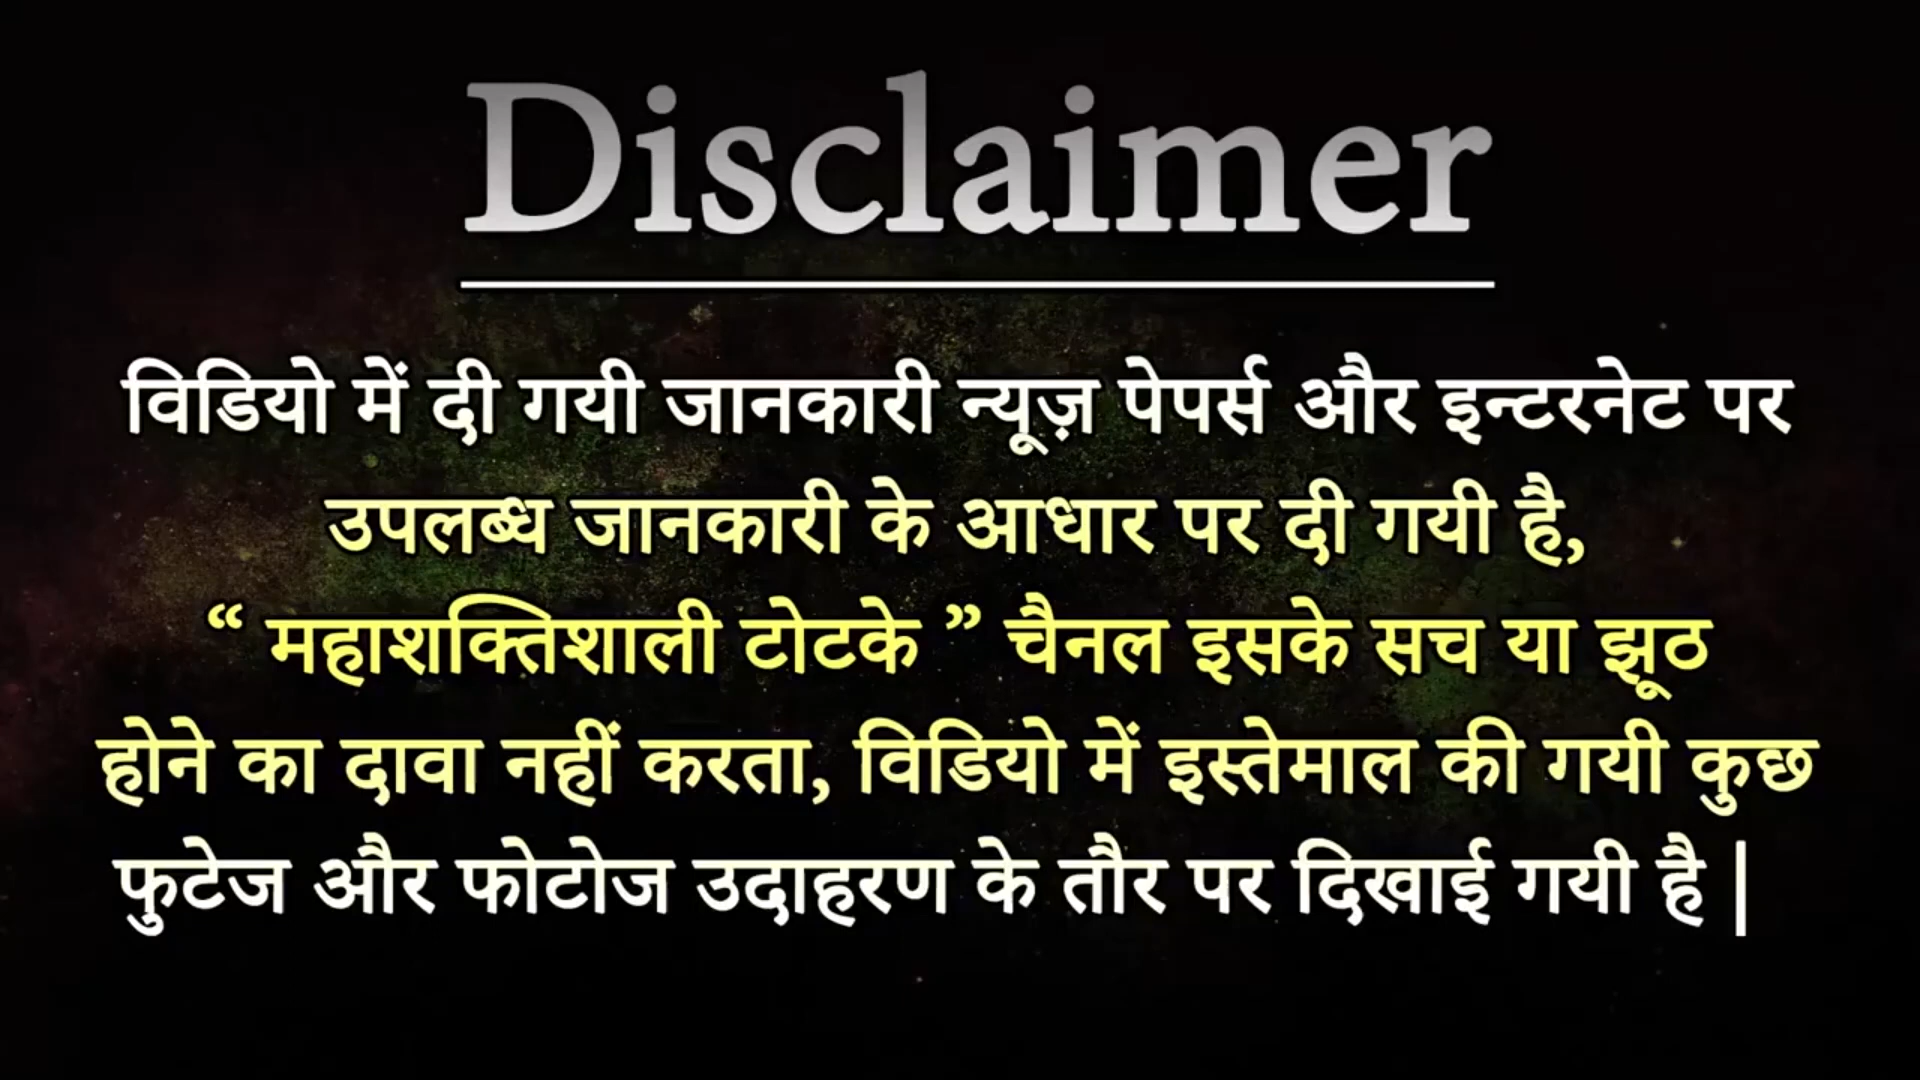 Disclaimer
विडियो में दी गयी जानकारी न्यूज़ पेपर्स और इन्टरनेट पर
उपलब्ध जानकारी के आधार पर दी गयी है,
“ महाशक्तिशाली टोटके ” चैनल इसके सच या झूठ
होने का दावा नहीं करता, विडियो में इस्तेमाल की गयी कुछ
फुटेज और फोटोज उदाहरण के तौर पर दिखाई गयी है |